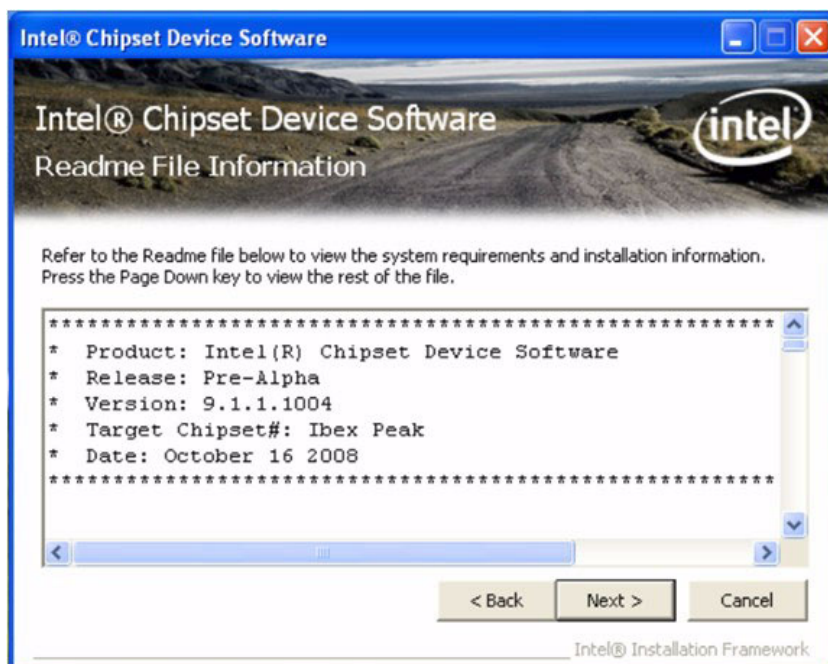 Intel® Chipset Device Software
Intel® Chipset Device Software
intel
Readme File Information
Refer to the Readme file below to view the system requirements and installation information.
Press the Page Down key to view the rest of the file.
********************************************************
* Product: Intel(R) Chipset Device Software
* Release: Pre-Alpha
* Version: 9.1.1.1004
* Target Chipset#: Ibex Peak
* Date: October 16 2008
********************************************************
< Back Next > Cancel
Intel® Installation Framework